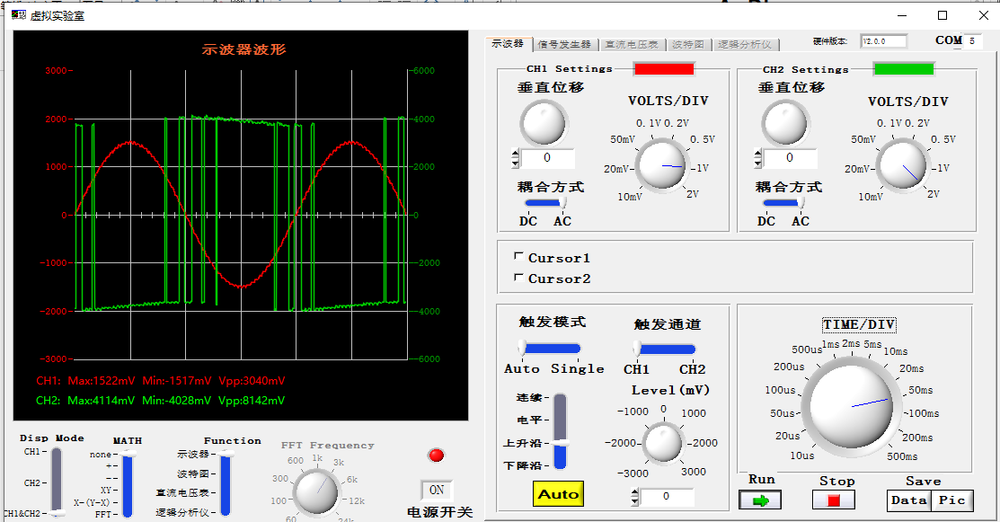 虚拟实验室
示波器波形
3000
2000
1000
0
-1000
-2000
-3000
6000
4000
2000
0
-2000
-4000
-6000
CH1: Max:1522mV Min:-1517mV Vpp:3040mV
CH2: Max:4114mV Min:-4028mV Vpp:8142mV
示波器 信号发生器 直流电压表 波特图 逻辑分析仪
硬件版本: V2.0.0 COM 5
CH1 Settings
垂直位移
0
耦合方式
DC AC
VOLTS/DIV
0.1V 0.2V
50mV 0.5V
20mV 1V
10mV 2V
CH2 Settings
垂直位移
0
耦合方式
DC AC
VOLTS/DIV
0.1V 0.2V
50mV 0.5V
20mV 1V
10mV 2V
Cursor1
Cursor2
触发模式
Auto Single
触发通道
CH1 CH2
连续
电平
上升沿
下降沿
Level(mV)
-1000 0 1000
-2000 2000
-3000 3000
Auto
0
TIME/DIV
500us 1ms 2ms 5ms 10ms
200us 20ms
100us 50ms
50us 100ms
20us 200ms
10us 500ms
Run Stop Save
Data Pic
Disp Mode
CH1
CH2
CH1&CH2
MATH
none
+
-
XY
X-(Y-X)
FFT
Function
示波器
波特图
直流电压表
逻辑分析仪
FFT Frequency
600 1k 3k
300 6k
100 12k
60 24k
ON
电源开关